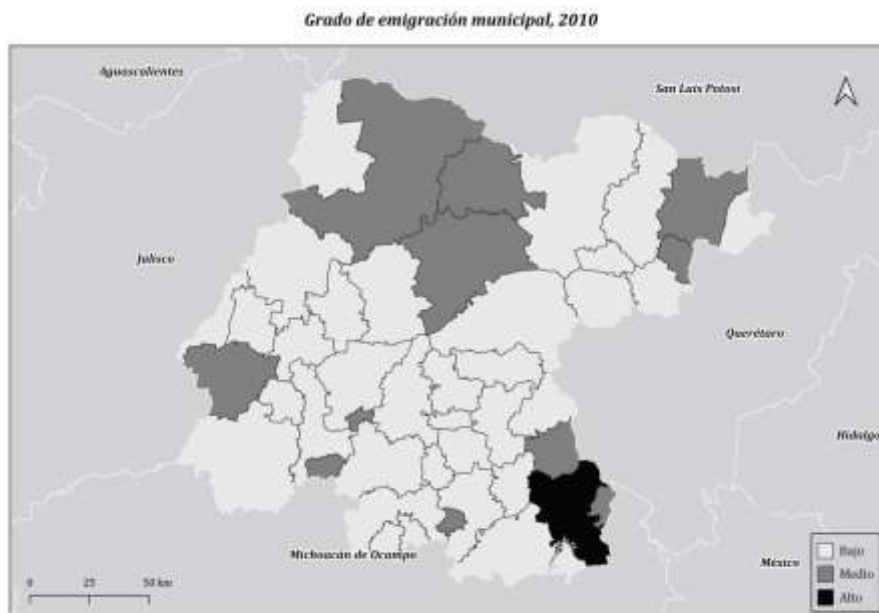 Grado de emigración municipal, 2010
Aguascalientes
San Luis Potosí
Jalisco
Querétaro
Hidalgo
Michoacán de Ocampo
México
Bajo
Medio
Alto
0 25 50 km